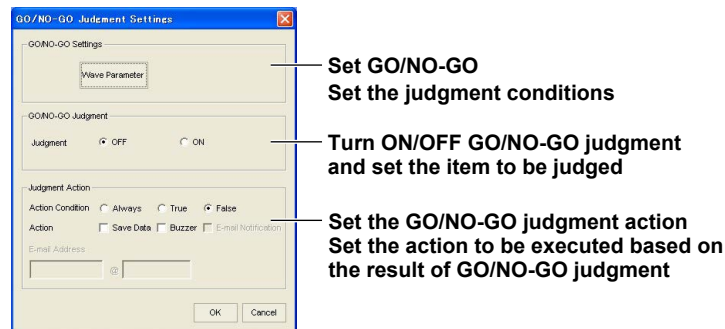 GO/NO-GO Judgment Settings
GO/NO-GO Settings
Wave Parameter
GO/NO-GO Judgment
Judgment OFF ON
Judgment Action
Action Condition Always True False
Action Save Data Buzzer E-mail Notification
E-mail Address
@
OK Cancel
Set GO/NO-GO
Set the judgment conditions
Turn ON/OFF GO/NO-GO judgment
and set the item to be judged
Set the GO/NO-GO judgment action
Set the action to be executed based on
the result of GO/NO-GO judgment